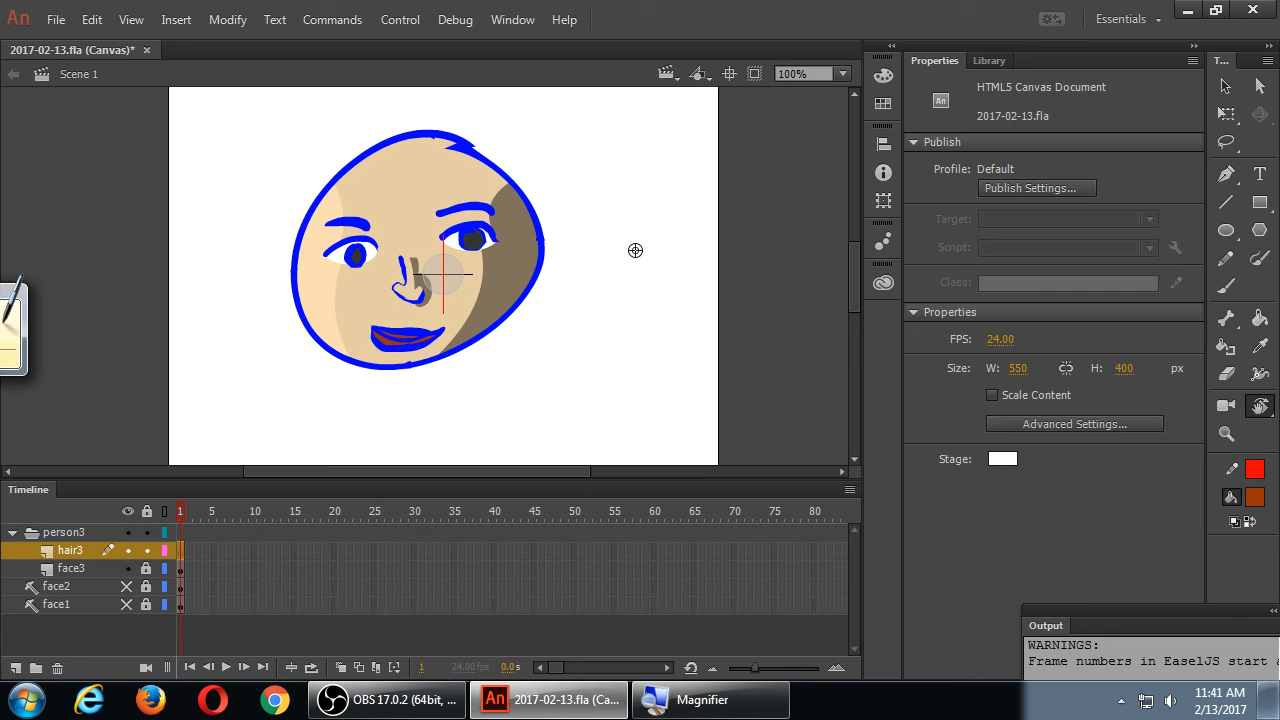 An File Edit View Insert Modify Text Commands Control Debug Window Help Essentials
2017-02-13.fla (Canvas)* ×
Scene 1 100%
Properties Library T...
HTML5 Canvas Document
An 2017-02-13.fla
Publish
Profile: Default
Publish Settings...
Target:
Script:
Class:
Properties
FPS: 24.00
Size: W: 550 H: 400 px
Scale Content
Advanced Settings...
Stage:
Timeline
1 5 10 15 20 25 30 35 40 45 50 55 60 65 70 75 80
person3
hair3
face3
face2
face1
1 24.00 fps 0.0 s
Output
WARNINGS:
Frame numbers in EaselJS start
OBS 17.0.2 (64bit, ...
An 2017-02-13.fla (Ca...
Magnifier
11:41 AM
2/13/2017